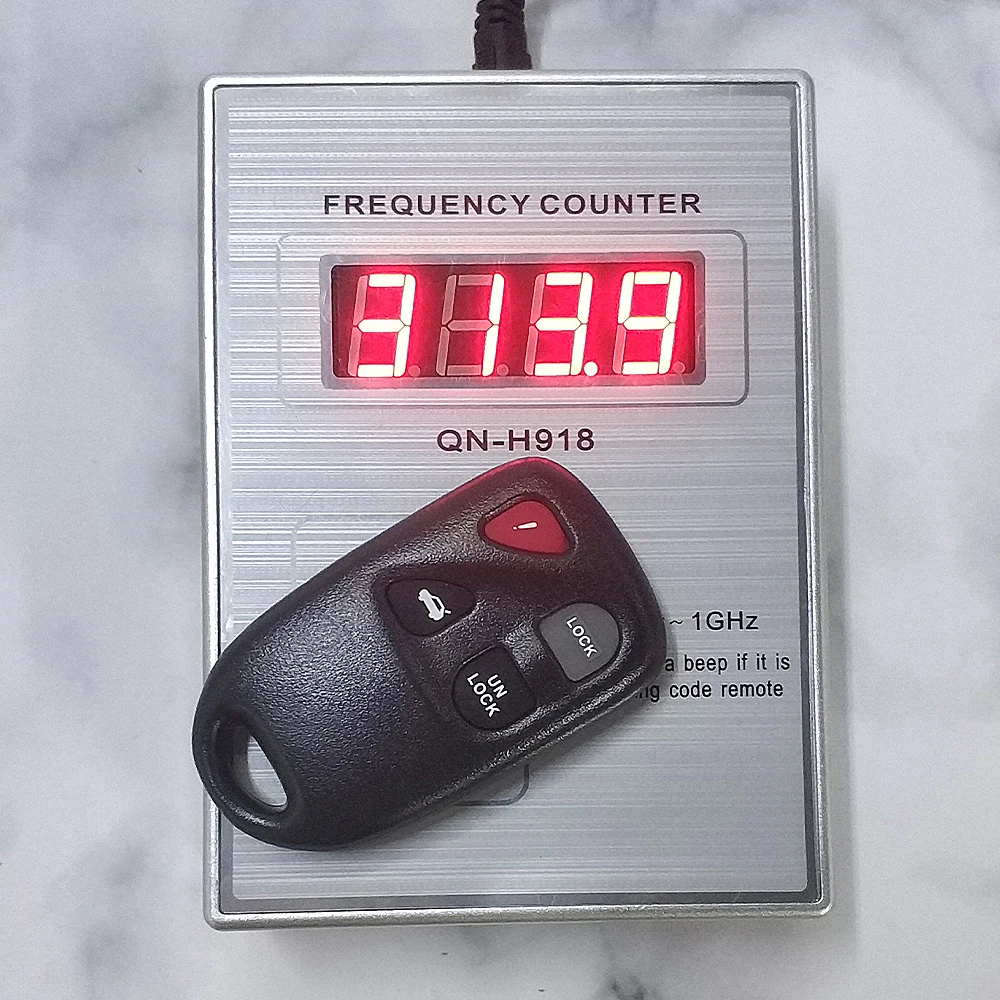 FREQUENCY COUNTER
313.9
QN-H918
!
~ 1GHz
LOCK
a beep if it is
UN
LOCK
code remote